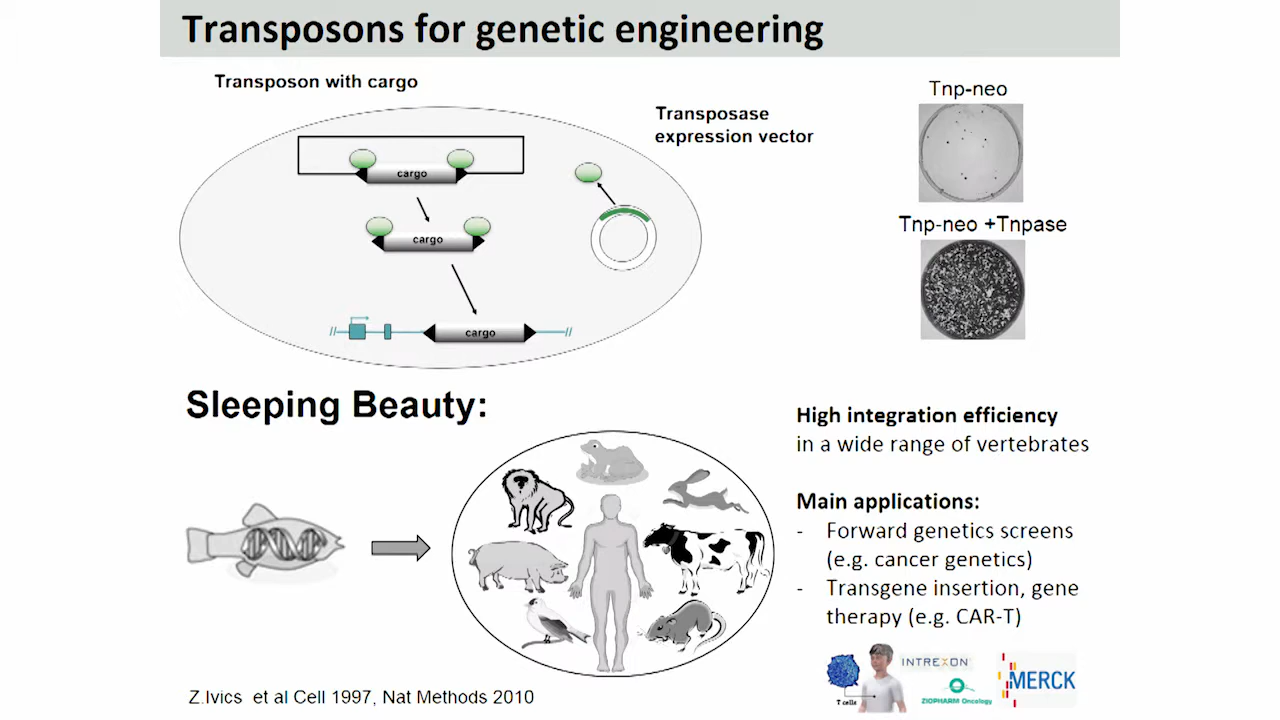 Transposons for genetic engineering
Transposon with cargo
Transposase
expression vector
cargo
cargo
cargo
Tnp-neo
Tnp-neo +Tnpase
Sleeping Beauty:
High integration efficiency
in a wide range of vertebrates
Main applications:
- Forward genetics screens
(e.g. cancer genetics)
- Transgene insertion, gene
therapy (e.g. CAR-T)
T cells
INTREXON
ZIOPHARM Oncology
MERCK
Z.Ivics et al Cell 1997, Nat Methods 2010